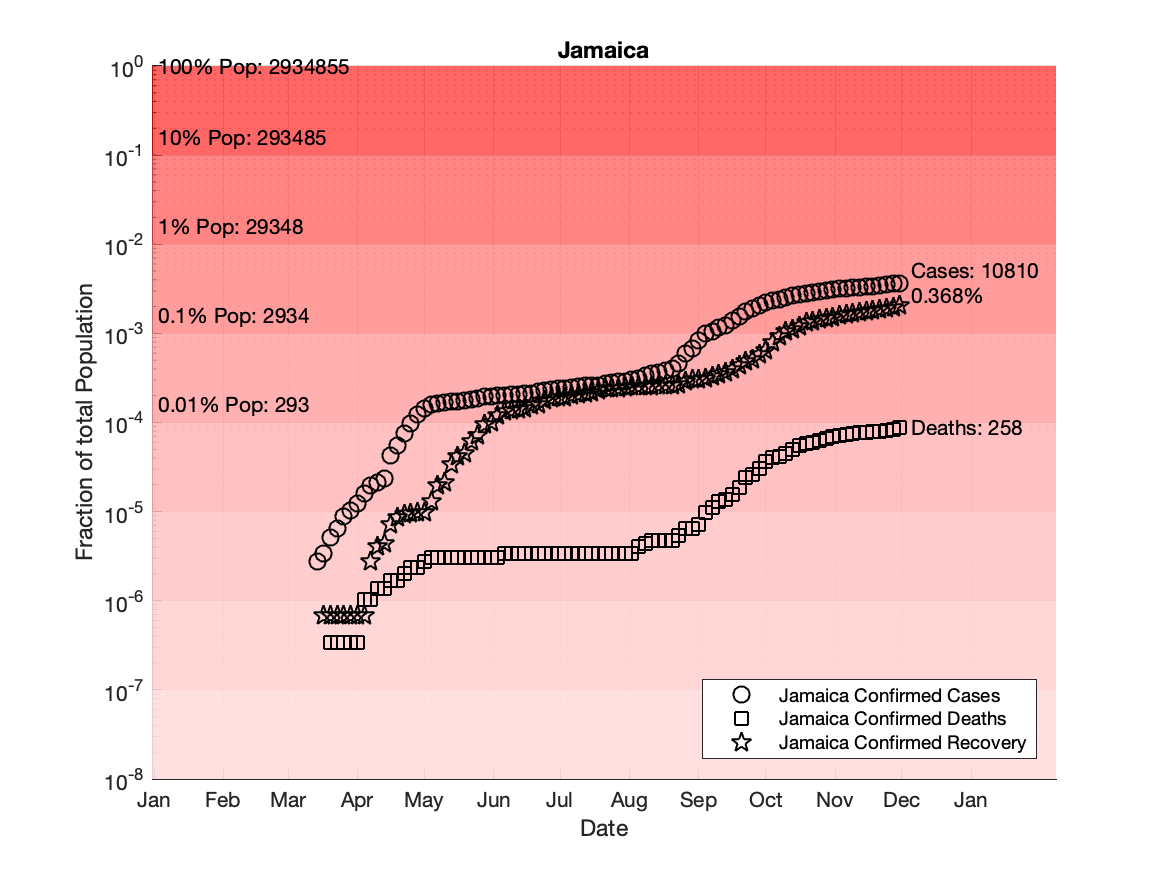 Jamaica
10^0
100% Pop: 2934855
10% Pop: 293485
10^-1
1% Pop: 29348
10^-2
Cases: 10810
0.368%
0.1% Pop: 2934
10^-3
0.01% Pop: 293
10^-4
Deaths: 258
10^-5
10^-6
10^-7
10^-8
Fraction of total Population
Jamaica Confirmed Cases
Jamaica Confirmed Deaths
Jamaica Confirmed Recovery
Jan Feb Mar Apr May Jun Jul Aug Sep Oct Nov Dec Jan
Date